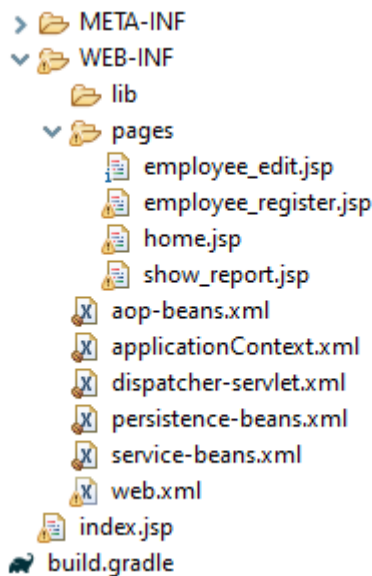 META-INF
WEB-INF
lib
pages
employee_edit.jsp
employee_register.jsp
home.jsp
show_report.jsp
aop-beans.xml
applicationContext.xml
dispatcher-servlet.xml
persistence-beans.xml
service-beans.xml
web.xml
index.jsp
build.gradle